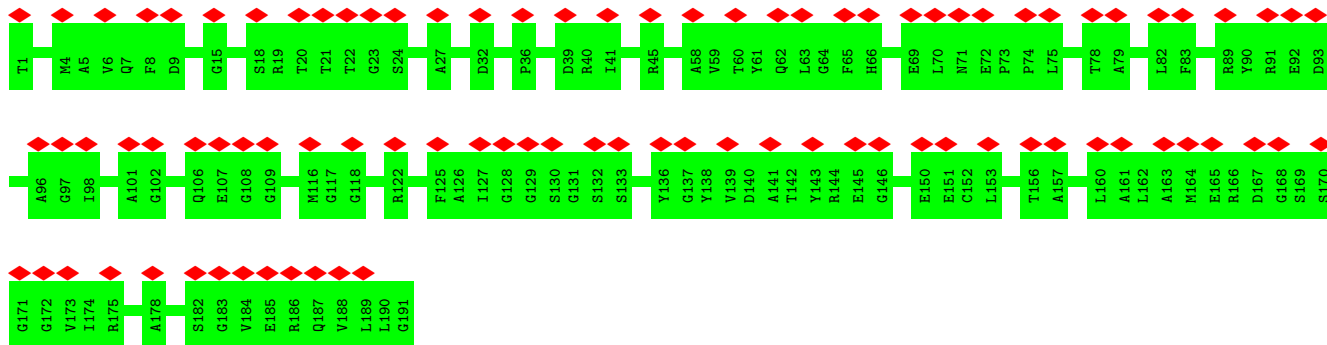 T1 M4 A5 V6 Q7 F8 D9 G15 S18 R19 T20 T21 T22 G23 S24 A27 D32 P36 D39 R40 I41 R45 A58 V59 T60 Y61 Q62 L63 G64 F65 H66 E69 L70 N71 E72 P73 P74 L75 T78 A79 L82 F83 R89 Y90 R91 E92 D93
A96 G97 I98 A101 G102 Q106 E107 G108 G109 M116 G117 G118 R122 F125 A126 I127 G128 G129 S130 G131 S132 S133 Y136 G137 Y138 V139 D140 A141 T142 Y143 R144 E145 G146 E150 E151 C152 L153 T156 A157 L160 A161 L162 A163 M164 E165 R166 D167 G168 S169 S170
G171 G172 V173 I174 R175 A178 S182 G183 V184 E185 R186 Q187 V188 L189 L190 G191